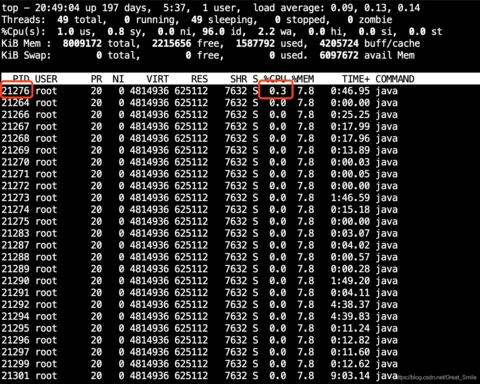 top - 20:49:04 up 197 days,  5:37,  1 user,  load average: 0.09, 0.13, 0.14
Threads:  49 total,   0 running,  49 sleeping,   0 stopped,   0 zombie
%Cpu(s):  1.0 us,  0.8 sy,  0.0 ni, 96.0 id,  2.2 wa,  0.0 hi,  0.0 si,  0.0 st
KiB Mem :  8009172 total,  2215656 free,  1587792 used,  4205724 buff/cache
KiB Swap:        0 total,        0 free,        0 used.  6097672 avail Mem
PID USER PR NI VIRT RES SHR S %CPU %MEM TIME+ COMMAND
21276 root 20 0 4814936 625112 7632 S 0.3 7.8 0:46.95 java
21264 root 20 0 4814936 625112 7632 S 0.0 7.8 0:00.00 java
21266 root 20 0 4814936 625112 7632 S 0.0 7.8 0:25.25 java
21267 root 20 0 4814936 625112 7632 S 0.0 7.8 0:17.99 java
21268 root 20 0 4814936 625112 7632 S 0.0 7.8 0:17.96 java
21269 root 20 0 4814936 625112 7632 S 0.0 7.8 0:13.89 java
21270 root 20 0 4814936 625112 7632 S 0.0 7.8 0:00.03 java
21271 root 20 0 4814936 625112 7632 S 0.0 7.8 0:00.05 java
21272 root 20 0 4814936 625112 7632 S 0.0 7.8 0:00.00 java
21273 root 20 0 4814936 625112 7632 S 0.0 7.8 1:46.59 java
21274 root 20 0 4814936 625112 7632 S 0.0 7.8 0:15.18 java
21275 root 20 0 4814936 625112 7632 S 0.0 7.8 0:00.00 java
21283 root 20 0 4814936 625112 7632 S 0.0 7.8 0:03.07 java
21287 root 20 0 4814936 625112 7632 S 0.0 7.8 0:04.02 java
21288 root 20 0 4814936 625112 7632 S 0.0 7.8 0:00.57 java
21289 root 20 0 4814936 625112 7632 S 0.0 7.8 0:00.28 java
21290 root 20 0 4814936 625112 7632 S 0.0 7.8 1:49.20 java
21291 root 20 0 4814936 625112 7632 S 0.0 7.8 0:04.11 java
21292 root 20 0 4814936 625112 7632 S 0.0 7.8 4:38.37 java
21294 root 20 0 4814936 625112 7632 S 0.0 7.8 4:39.83 java
21295 root 20 0 4814936 625112 7632 S 0.0 7.8 0:11.24 java
21296 root 20 0 4814936 625112 7632 S 0.0 7.8 0:12.82 java
21297 root 20 0 4814936 625112 7632 S 0.0 7.8 0:11.60 java
21299 root 20 0 4814936 625112 7632 S 0.0 7.8 0:12.62 java
21301 root 20 0 4814936 625112 7632 S 0.0 7.8 9:03.14 java
https://blog.csdn.net/Great_Smile